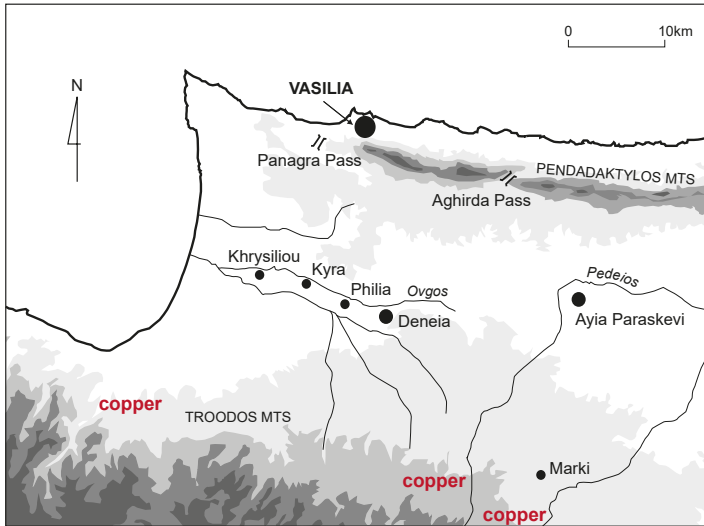 0 10km
N
VASILIA
Panagra Pass
PENDADAKTYLOS MTS
Aghirda Pass
Khrysiliou
Kyra
Philia
Ovgos
Deneia
Pedeios
Ayia Paraskevi
copper
TROODOS MTS
copper
Marki
copper